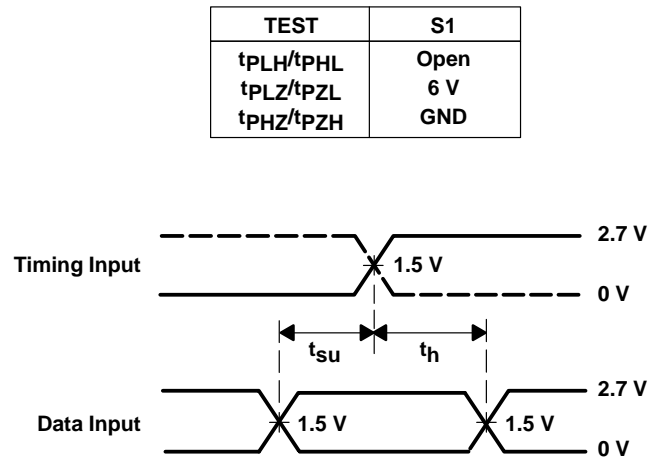 TEST S1
tPLH/tPHL Open
tPLZ/tPZL 6 V
tPHZ/tPZH GND
2.7 V
Timing Input 1.5 V
0 V
tsu th
2.7 V
Data Input 1.5 V 1.5 V
0 V